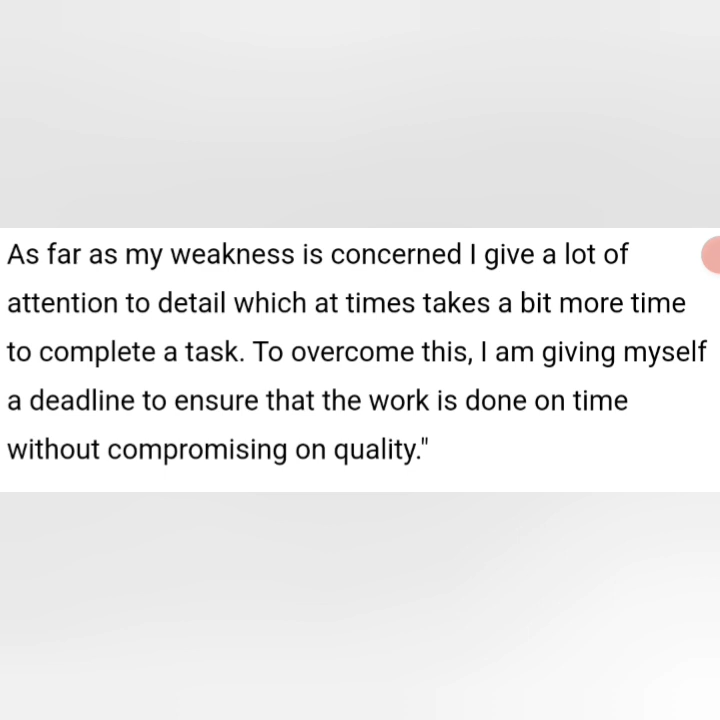 As far as my weakness is concerned I give a lot of
attention to detail which at times takes a bit more time
to complete a task. To overcome this, I am giving myself
a deadline to ensure that the work is done on time
without compromising on quality."